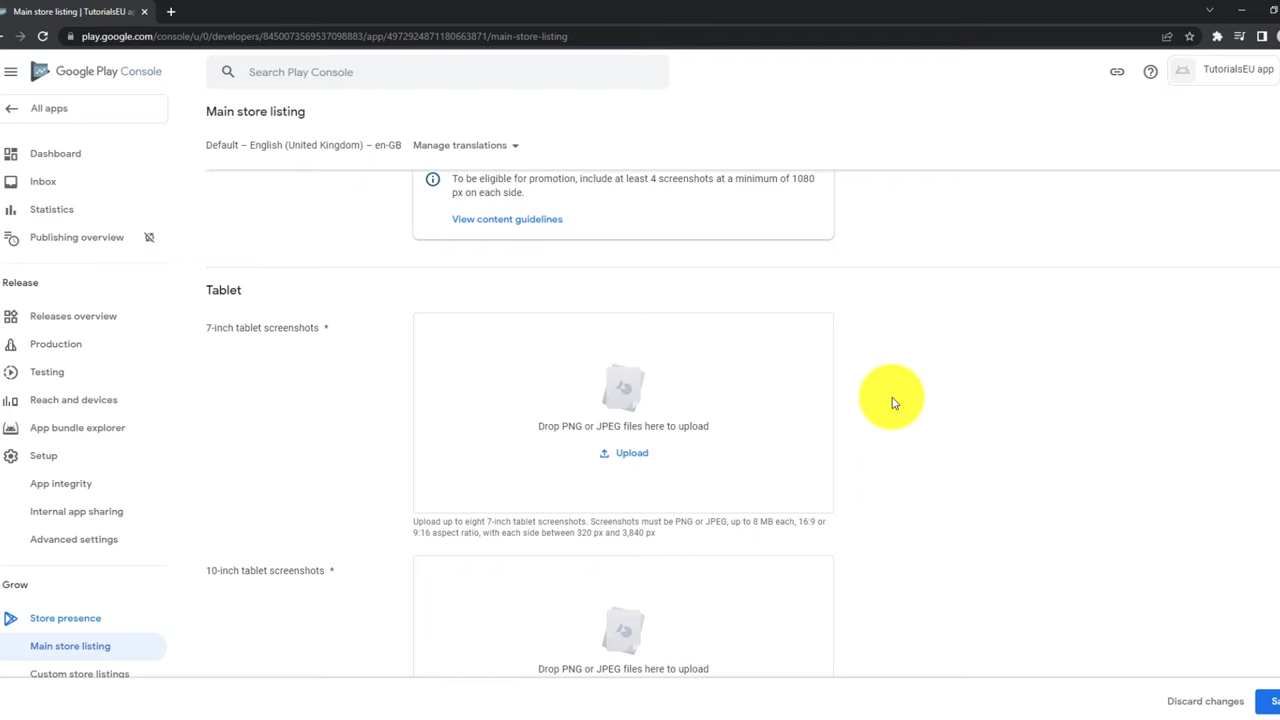 Main store listing | TutorialsEU a
play.google.com/console/u/0/developers/8450073569537098883/app/4972924871180663871/main-store-listing
Google Play Console
Search Play Console
TutorialsEU app
All apps
Main store listing
Default – English (United Kingdom) – en-GB
Manage translations
Dashboard
Inbox
Statistics
Publishing overview
Release
Releases overview
Production
Testing
Reach and devices
App bundle explorer
Setup
App integrity
Internal app sharing
Advanced settings
Grow
Store presence
Main store listing
Custom store listings
To be eligible for promotion, include at least 4 screenshots at a minimum of 1080
px on each side.
View content guidelines
Tablet
7-inch tablet screenshots *
Drop PNG or JPEG files here to upload
Upload
Upload up to eight 7-inch tablet screenshots. Screenshots must be PNG or JPEG, up to 8 MB each, 16:9 or
9:16 aspect ratio, with each side between 320 px and 3,840 px
10-inch tablet screenshots *
Drop PNG or JPEG files here to upload
Discard changes